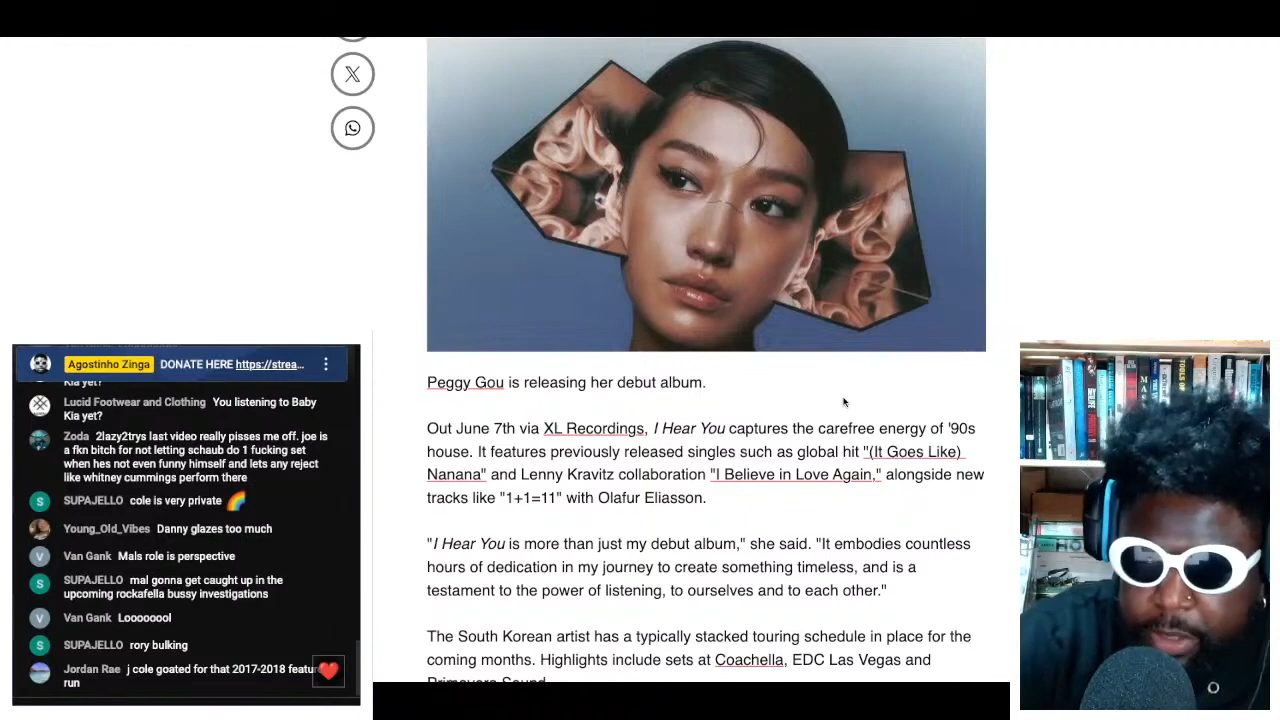 Agostinho Zinga DONATE HERE https://strea...
Kia yet?
Lucid Footwear and Clothing You listening to Baby
Kia yet?
Zoda 2lazy2trys last video really pisses me off. joe is
a fkn bitch for not letting schaub do 1 fucking set
when hes not even funny himself and lets any reject
like whitney cummings perform there
S SUPAJELLO cole is very private
Young_Old_Vibes Danny glazes too much
V Van Gank Mals role is perspective
S SUPAJELLO mal gonna get caught up in the
upcoming rockafella bussy investigations
V Van Gank Looooooool
S SUPAJELLO rory bulking
Jordan Rae j cole goated for that 2017-2018 featur
run
Peggy Gou is releasing her debut album.
Out June 7th via XL Recordings, I Hear You captures the carefree energy of '90s
house. It features previously released singles such as global hit "(It Goes Like)
Nanana" and Lenny Kravitz collaboration "I Believe in Love Again," alongside new
tracks like "1+1=11" with Olafur Eliasson.
"I Hear You is more than just my debut album," she said. "It embodies countless
hours of dedication in my journey to create something timeless, and is a
testament to the power of listening, to ourselves and to each other."
The South Korean artist has a typically stacked touring schedule in place for the
coming months. Highlights include sets at Coachella, EDC Las Vegas and
Primavera Sound